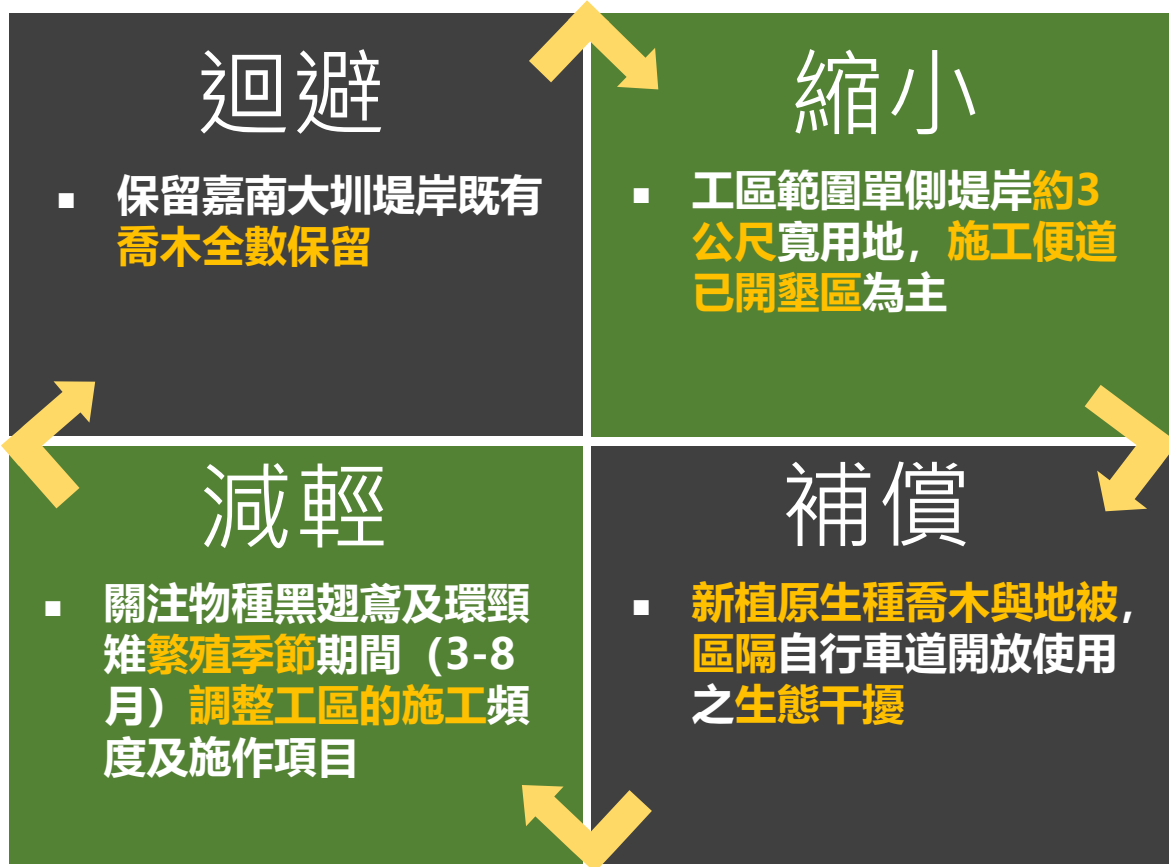 迴避
▪ 保留嘉南大圳堤岸既有
喬木全數保留
縮小
▪ 工區範圍單側堤岸約3
公尺寬用地，施工便道
已開墾區為主
減輕
▪ 關注物種黑翅鳶及環頸
雉繁殖季節期間（3-8
月）調整工區的施工頻
度及施作項目
補償
▪ 新植原生種喬木與地被，
區隔自行車道開放使用
之生態干擾